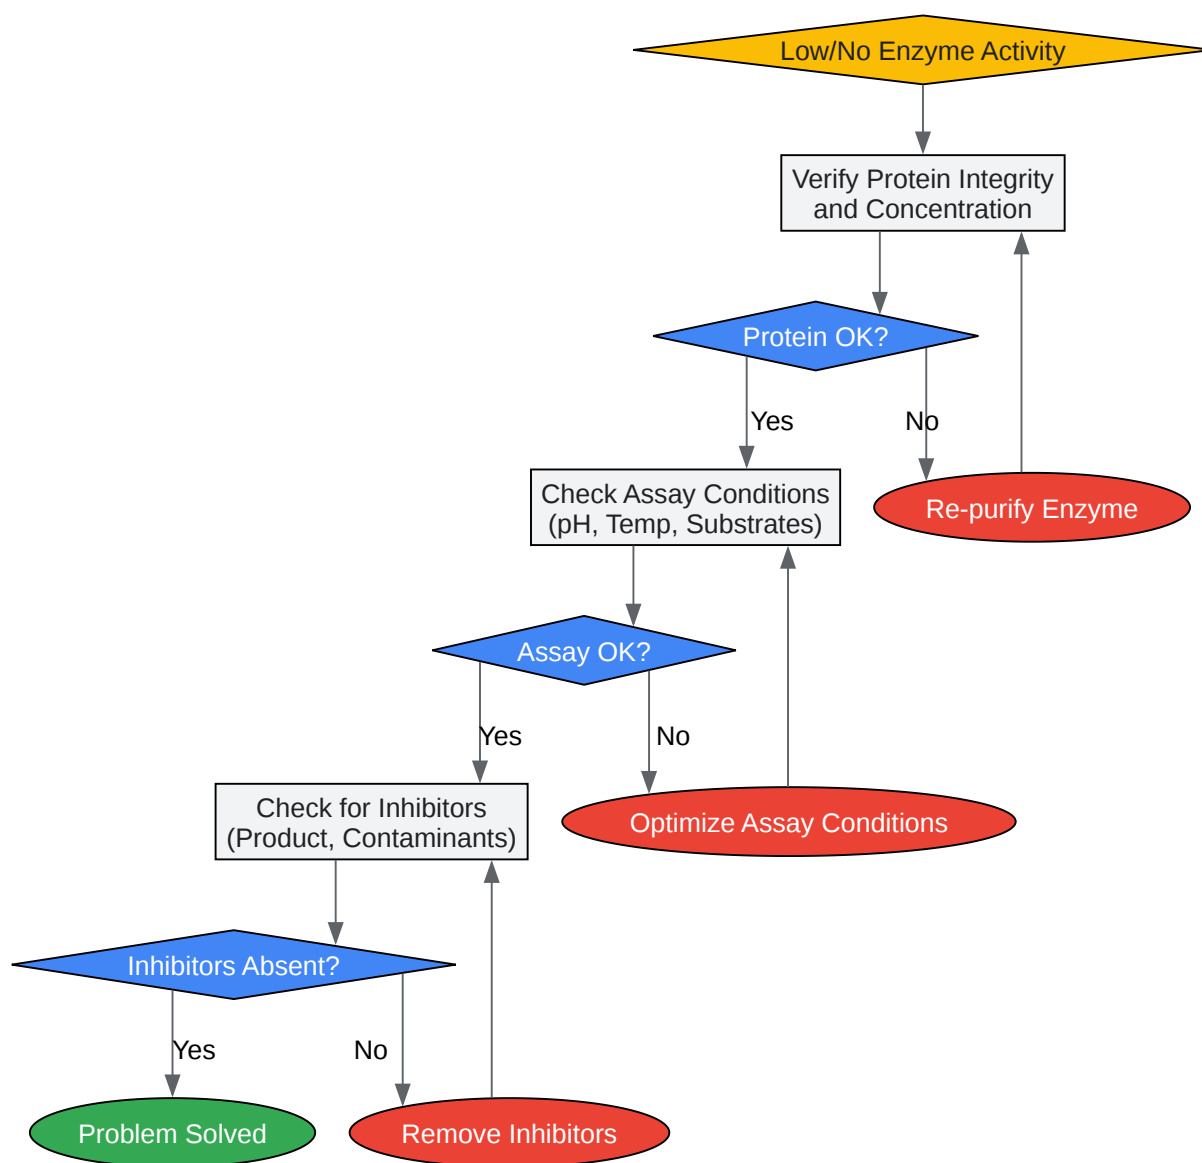 Low/No Enzyme Activity
Verify Protein Integrity
and Concentration
Protein OK?
Yes
No
Check Assay Conditions
(pH, Temp, Substrates)
Re-purify Enzyme
Assay OK?
Yes
No
Check for Inhibitors
(Product, Contaminants)
Optimize Assay Conditions
Inhibitors Absent?
Yes
No
Problem Solved
Remove Inhibitors